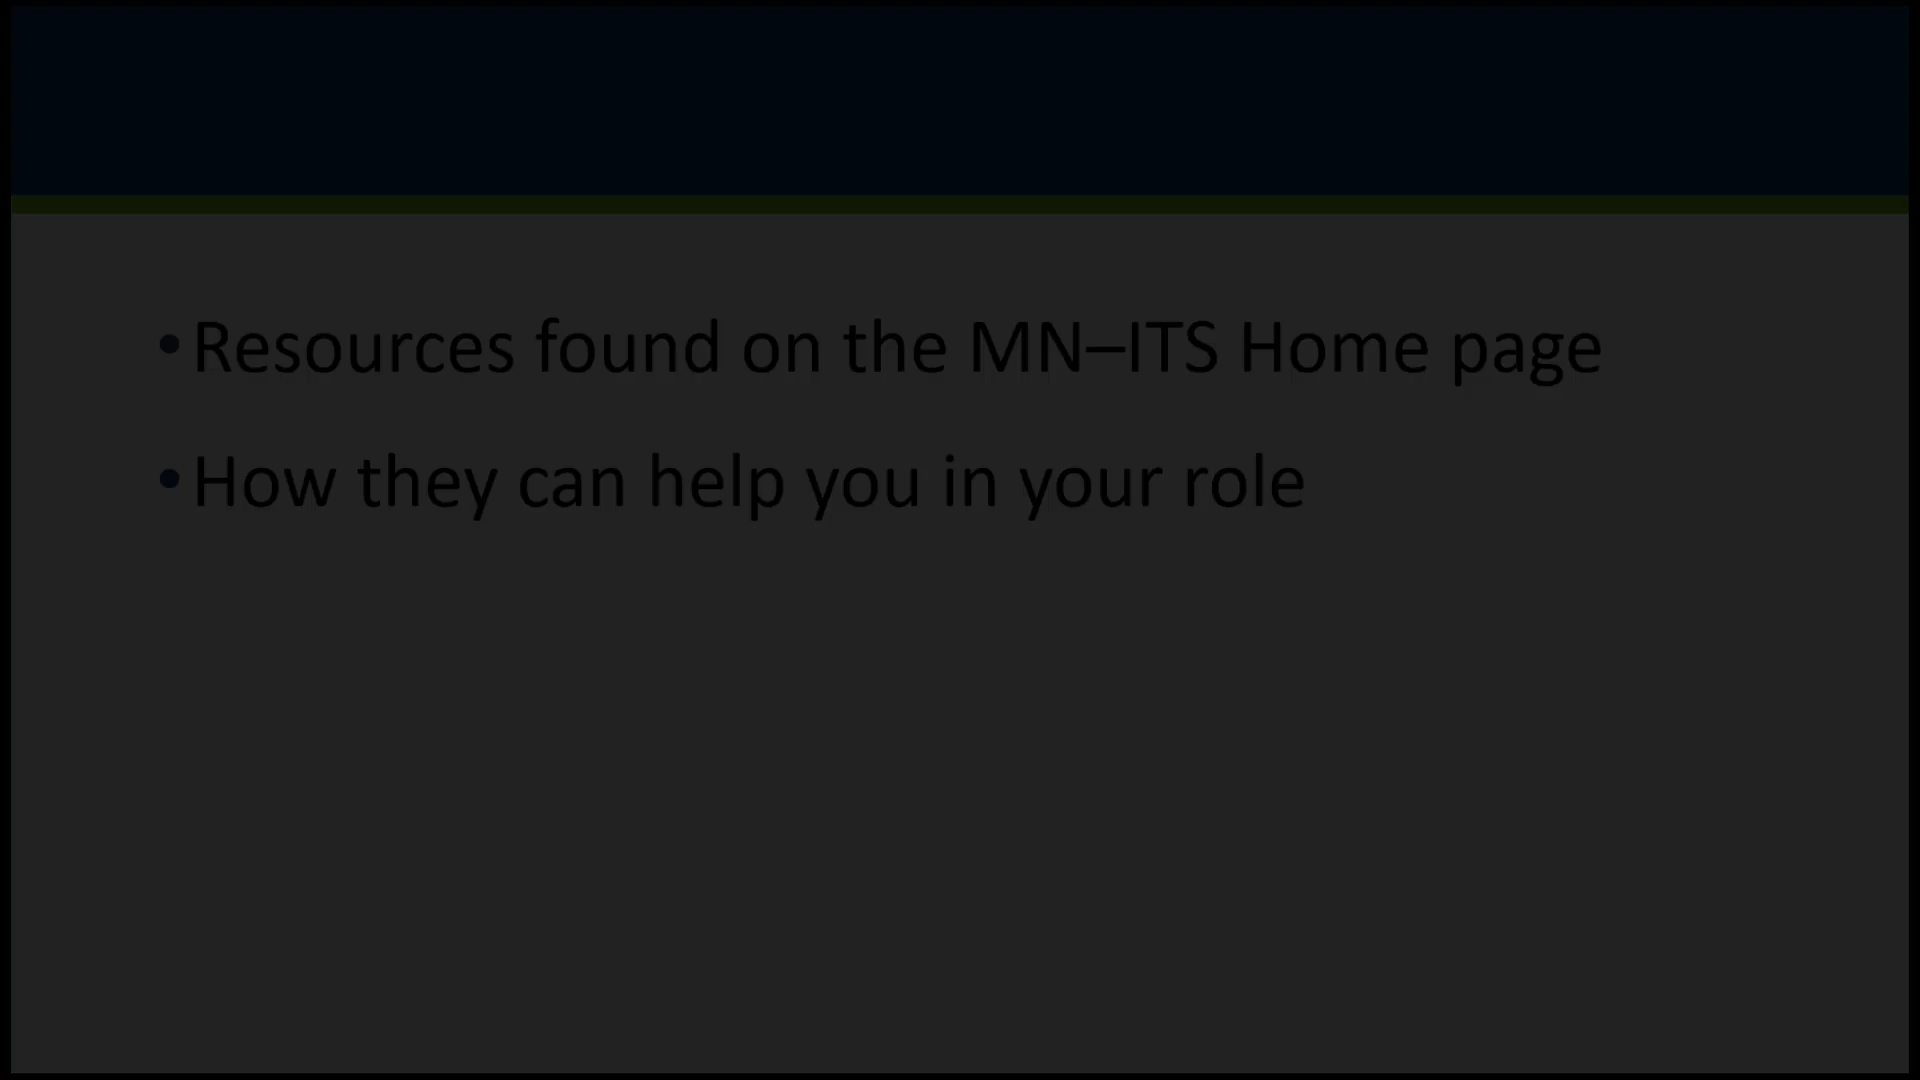 • Resources found on the MN–ITS Home page
• How they can help you in your role